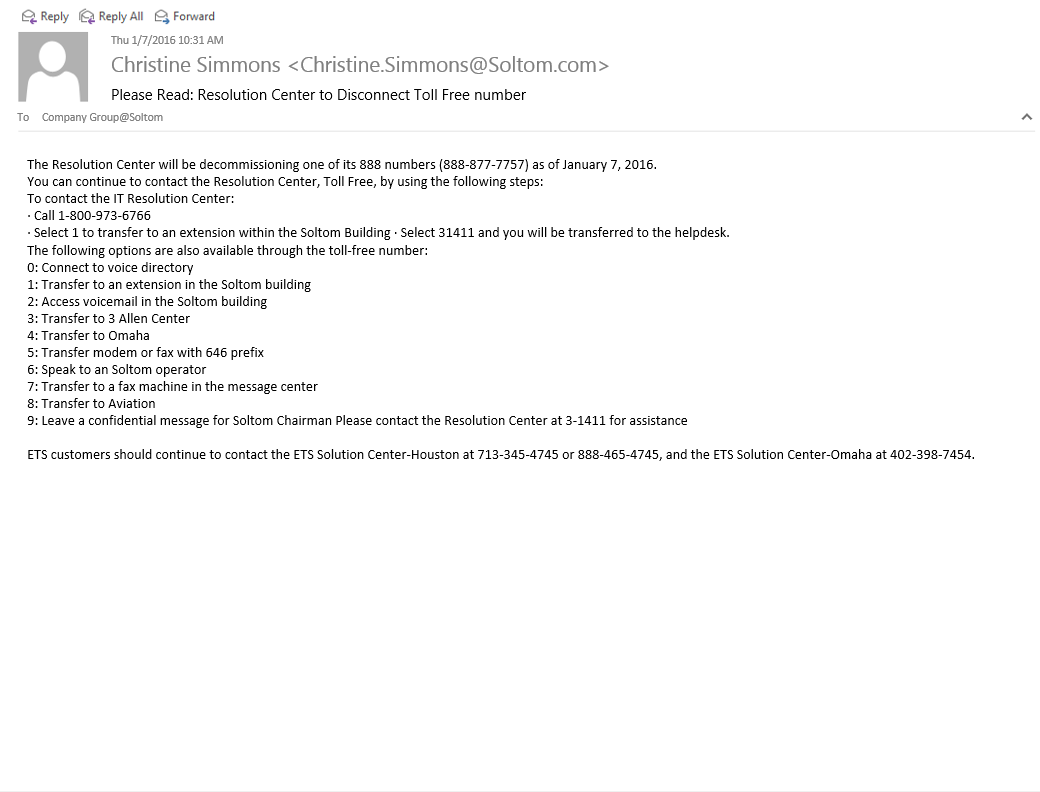 Reply Reply All Forward
Thu 1/7/2016 10:31 AM
Christine Simmons <Christine.Simmons@Soltom.com>
Please Read: Resolution Center to Disconnect Toll Free number
To Company Group@Soltom
The Resolution Center will be decommissioning one of its 888 numbers (888-877-7757) as of January 7, 2016.
You can continue to contact the Resolution Center, Toll Free, by using the following steps:
To contact the IT Resolution Center:
· Call 1-800-973-6766
· Select 1 to transfer to an extension within the Soltom Building · Select 31411 and you will be transferred to the helpdesk.
The following options are also available through the toll-free number:
0: Connect to voice directory
1: Transfer to an extension in the Soltom building
2: Access voicemail in the Soltom building
3: Transfer to 3 Allen Center
4: Transfer to Omaha
5: Transfer modem or fax with 646 prefix
6: Speak to an Soltom operator
7: Transfer to a fax machine in the message center
8: Transfer to Aviation
9: Leave a confidential message for Soltom Chairman Please contact the Resolution Center at 3-1411 for assistance
ETS customers should continue to contact the ETS Solution Center-Houston at 713-345-4745 or 888-465-4745, and the ETS Solution Center-Omaha at 402-398-7454.